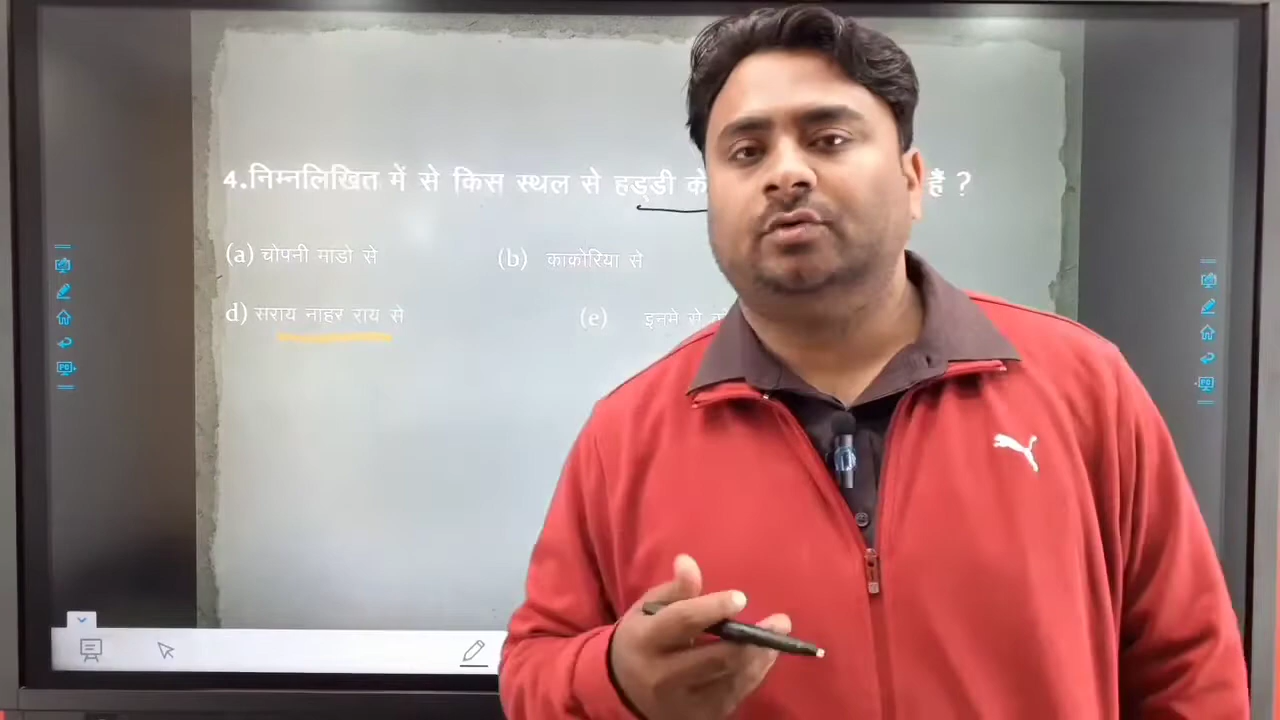 4.निम्नलिखित में से किस स्थल से हड्डी के हैं ?
(a) चोपनी मांडो से (b) काकोरिया से
d) सराय नाहर राय से (e) इनमे से